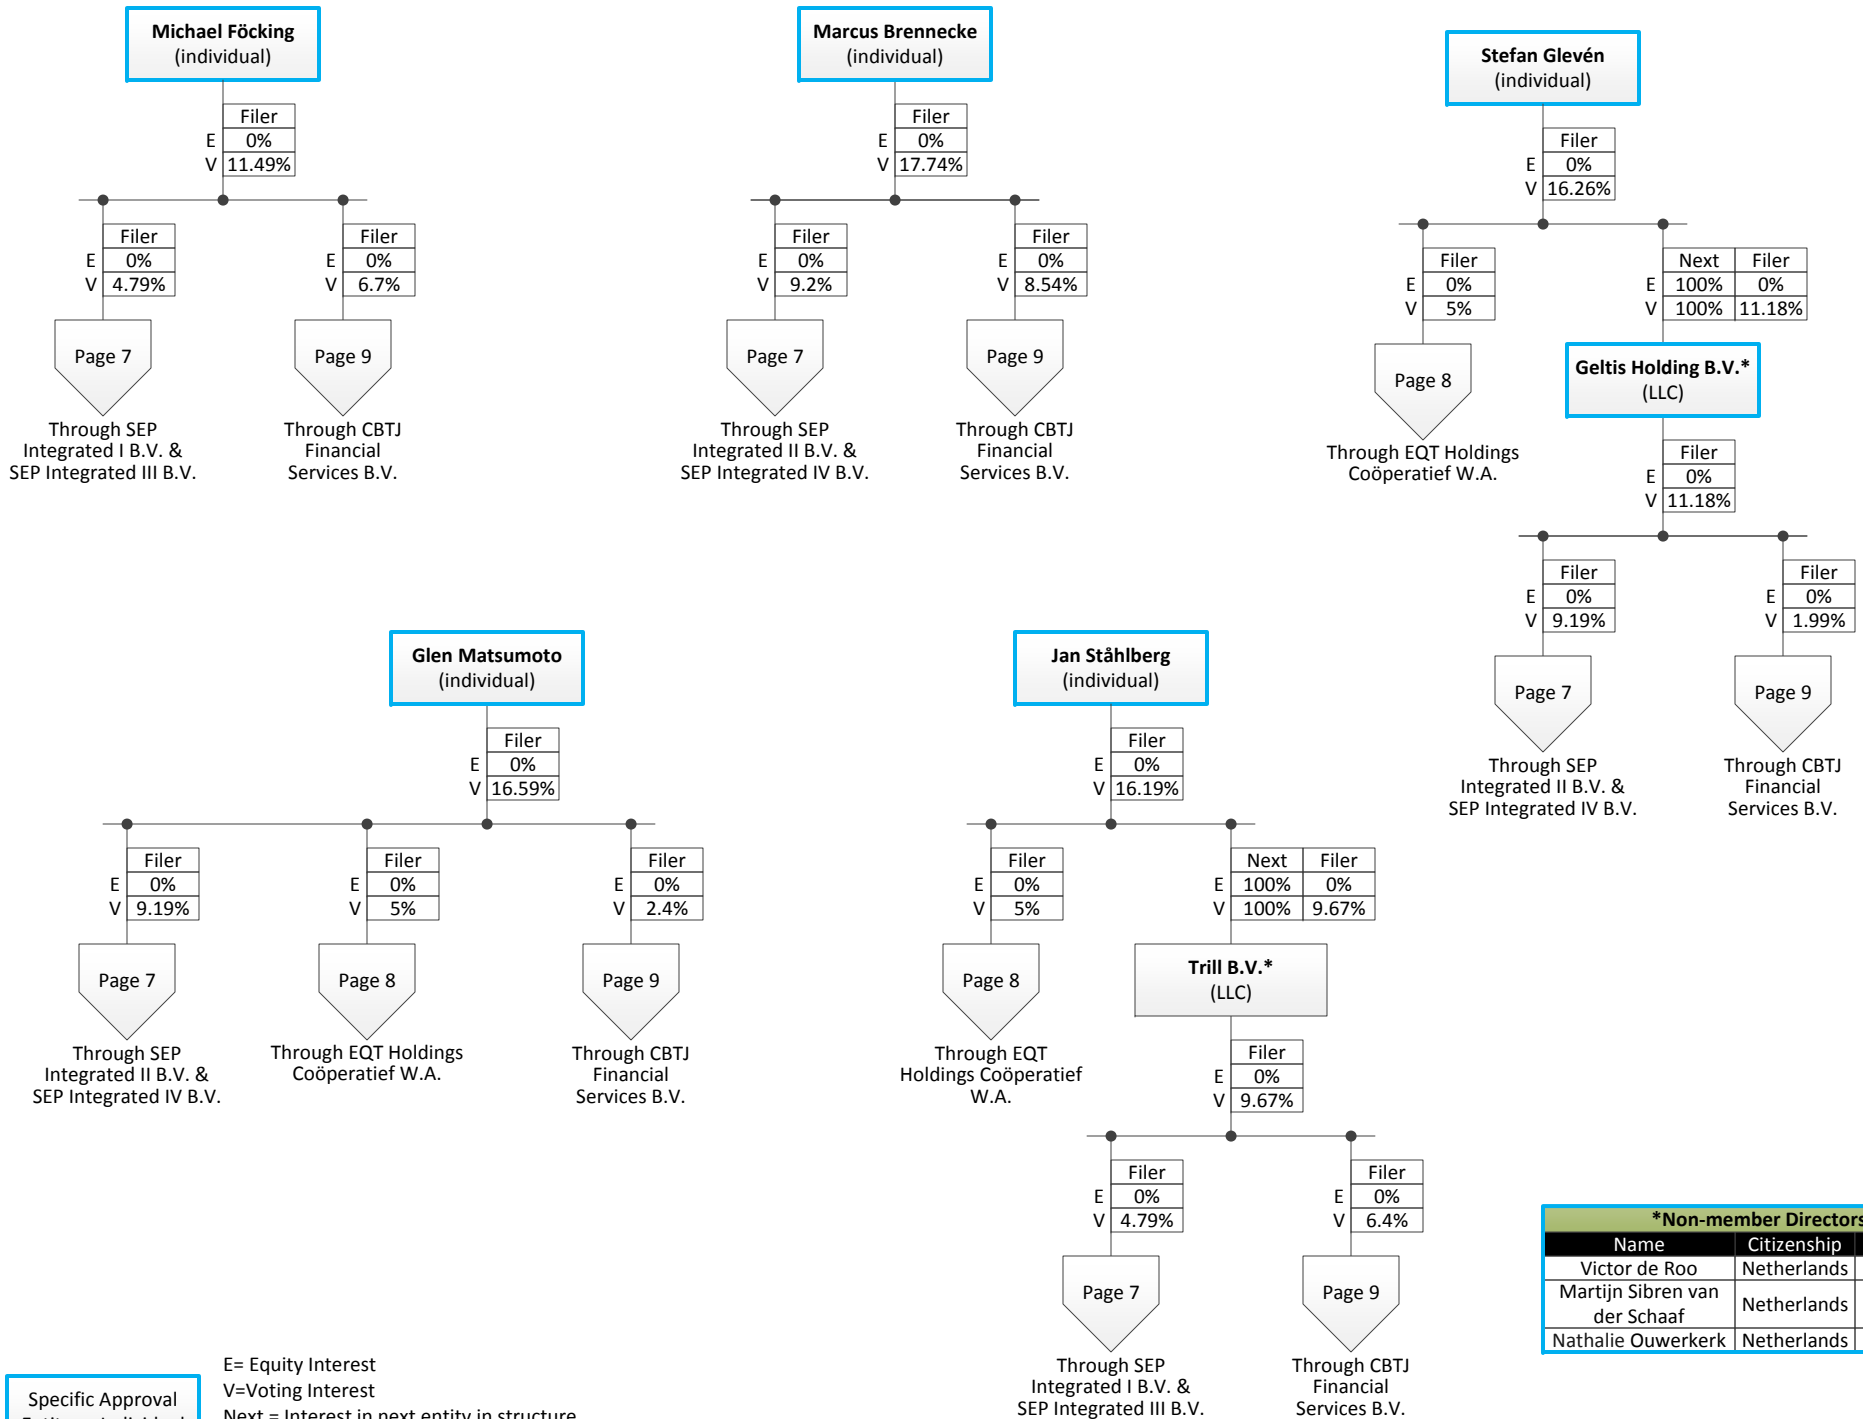 Michael Föcking
(individual)
Filer
E 0%
V 11.49%
Filer
E 0%
V 4.79%
Page 7
Through SEP
Integrated I B.V. &
SEP Integrated III B.V.
Filer
E 0%
V 6.7%
Page 9
Through CBTJ
Financial
Services B.V.
Marcus Brennecke
(individual)
Filer
E 0%
V 17.74%
Filer
E 0%
V 9.2%
Page 7
Through SEP
Integrated II B.V. &
SEP Integrated IV B.V.
Filer
E 0%
V 8.54%
Page 9
Through CBTJ
Financial
Services B.V.
Stefan Glevén
(individual)
Filer
E 0%
V 16.26%
Filer
E 0%
V 5%
Page 8
Through EQT Holdings
Coöperatief W.A.
Next Filer
E 100% 0%
V 100% 11.18%
Geltis Holding B.V.*
(LLC)
Filer
E 0%
V 11.18%
Filer
E 0%
V 9.19%
Page 7
Through SEP
Integrated II B.V. &
SEP Integrated IV B.V.
Filer
E 0%
V 1.99%
Page 9
Through CBTJ
Financial
Services B.V.
Glen Matsumoto
(individual)
Filer
E 0%
V 16.59%
Filer
E 0%
V 9.19%
Page 7
Through SEP
Integrated II B.V. &
SEP Integrated IV B.V.
Filer
E 0%
V 5%
Page 8
Through EQT Holdings
Coöperatief W.A.
Filer
E 0%
V 2.4%
Page 9
Through CBTJ
Financial
Services B.V.
Jan Ståhlberg
(individual)
Filer
E 0%
V 16.19%
Filer
E 0%
V 5%
Page 8
Through EQT
Holdings Coöperatief
W.A.
Next Filer
E 100% 0%
V 100% 9.67%
Trill B.V.*
(LLC)
Filer
E 0%
V 9.67%
Filer
E 0%
V 4.79%
Page 7
Through SEP
Integrated I B.V. &
SEP Integrated III B.V.
Filer
E 0%
V 6.4%
Page 9
Through CBTJ
Financial
Services B.V.
*Non-member Directors
Name Citizenship
Victor de Roo Netherlands
Martijn Sibren van
der Schaaf Netherlands
Nathalie Ouwerkerk Netherlands
Specific Approval
E= Equity Interest
V=Voting Interest
Next = Interest in next entity in structure